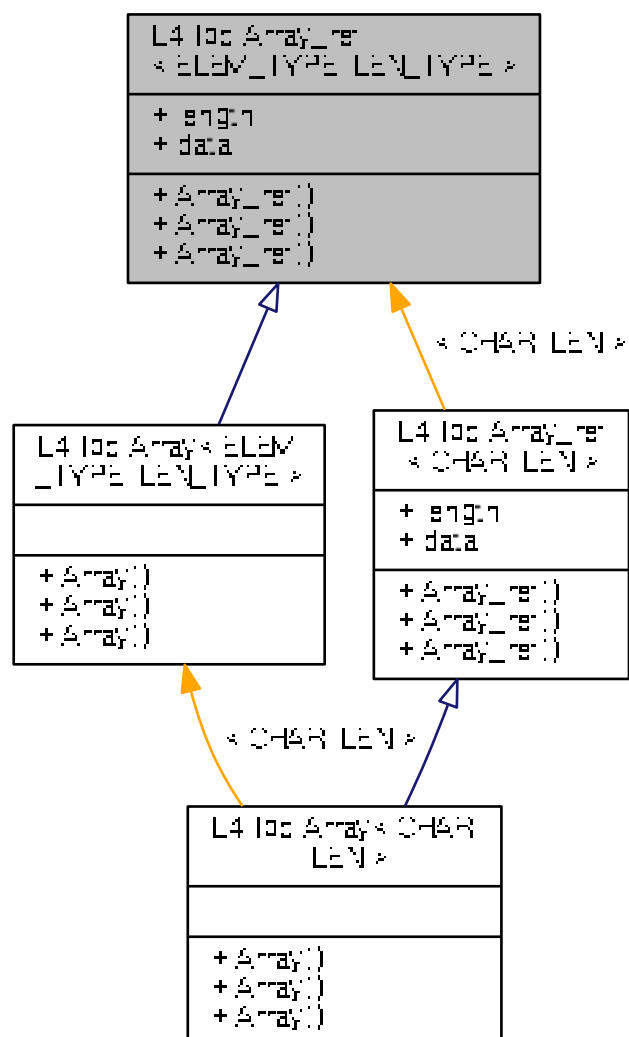 L4 Ipc Array_ref
< ELEM_TYPE LEN_TYPE >
+ length
+ data
+ Array_ref()
+ Array_ref()
+ Array_ref()
< CHAR LEN >
L4 Ipc Array< ELEM
_TYPE LEN_TYPE >
+ Array()
+ Array()
+ Array()
L4 Ipc Array_ref
< CHAR LEN >
+ length
+ data
+ Array_ref()
+ Array_ref()
+ Array_ref()
< CHAR LEN >
L4 Ipc Array< CHAR
LEN >
+ Array()
+ Array()
+ Array()